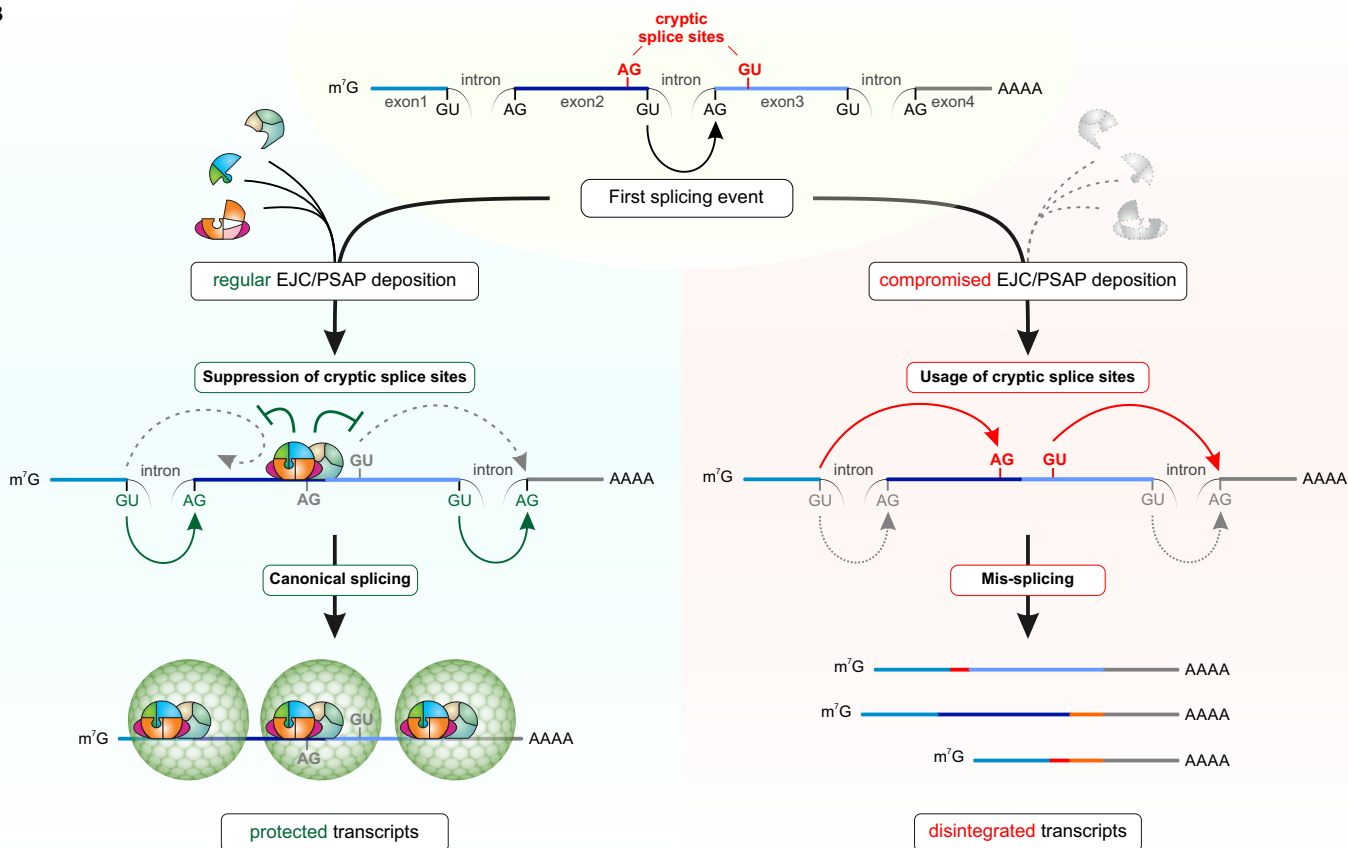 B
cryptic
splice sites
AG GU
m7G exon1 intron exon2 intron exon3 intron exon4 AAAA
GU AG GU AG GU AG
First splicing event
regular EJC/PSAP deposition
compromised EJC/PSAP deposition
Suppression of cryptic splice sites
Usage of cryptic splice sites
GU
m7G intron intron AAAA
GU AG AG GU AG
AG GU
m7G intron intron AAAA
GU AG GU AG
Canonical splicing
Mis-splicing
GU
m7G AAAA
AG
m7G AAAA
m7G AAAA
m7G AAAA
protected transcripts
disintegrated transcripts